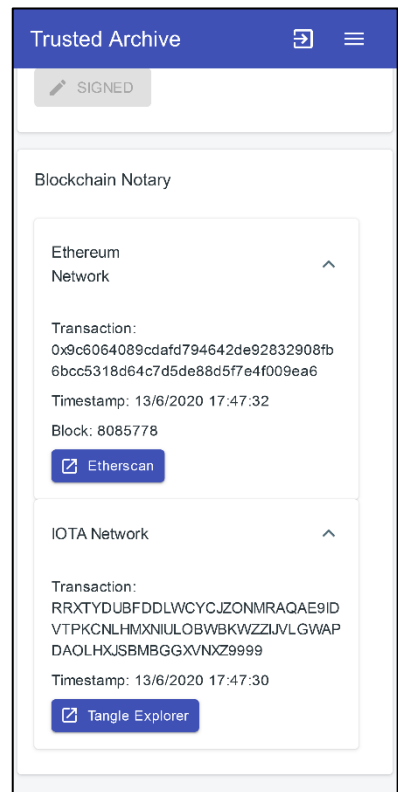 Trusted Archive
SIGNED
Blockchain Notary
Ethereum
Network
Transaction:
0x9c6064089cdafd794642de92832908fb
6bcc5318d64c7d5de88d5f7e4f009ea6
Timestamp: 13/6/2020 17:47:32
Block: 8085778
Etherscan
IOTA Network
Transaction:
RRXTYDUBFDDLWCYCJZONMRAQAE9ID
VTPKCNLHMXNIULOBWBKWZZIJVLGWAP
DAOLHXJSBMBGGXVNXZ9999
Timestamp: 13/6/2020 17:47:30
Tangle Explorer